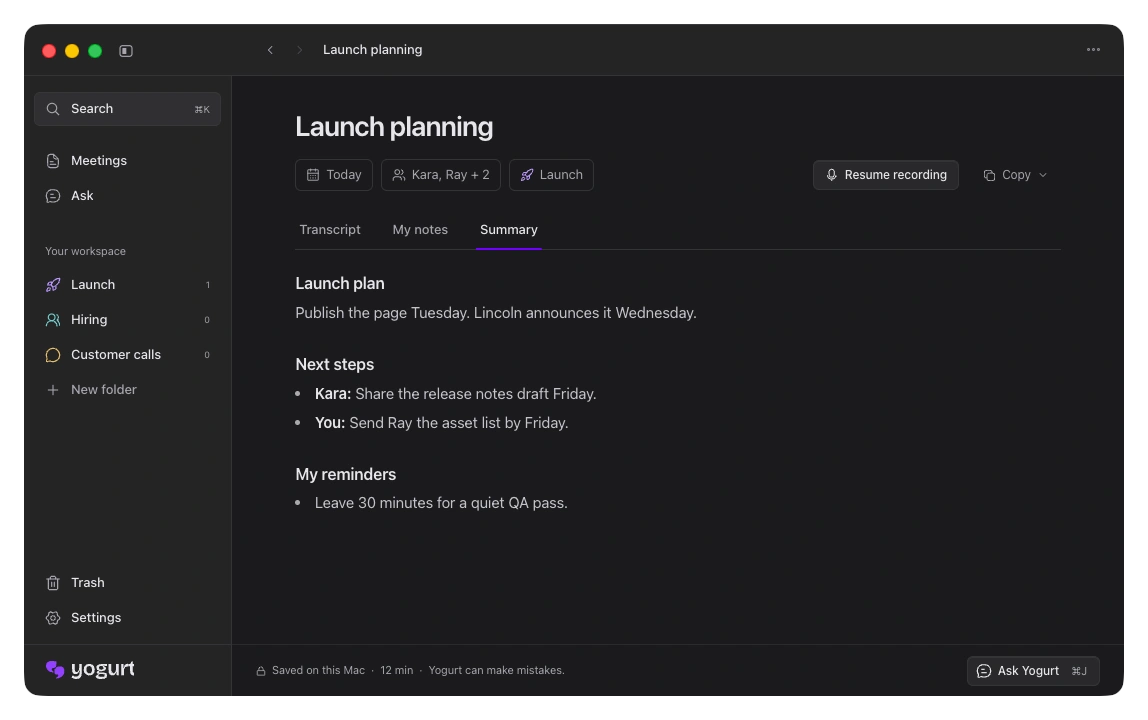 Launch planning
Search ⌘K
Meetings
Ask
Your workspace
Launch 1
Hiring 0
Customer calls 0
New folder
Trash
Settings
yogurt
Launch planning
Today
Kara, Ray + 2
Launch
Resume recording
Copy
Transcript
My notes
Summary
Launch plan
Publish the page Tuesday. Lincoln announces it Wednesday.
Next steps
• Kara: Share the release notes draft Friday.
• You: Send Ray the asset list by Friday.
My reminders
• Leave 30 minutes for a quiet QA pass.
Saved on this Mac · 12 min · Yogurt can make mistakes.
Ask Yogurt ⌘J